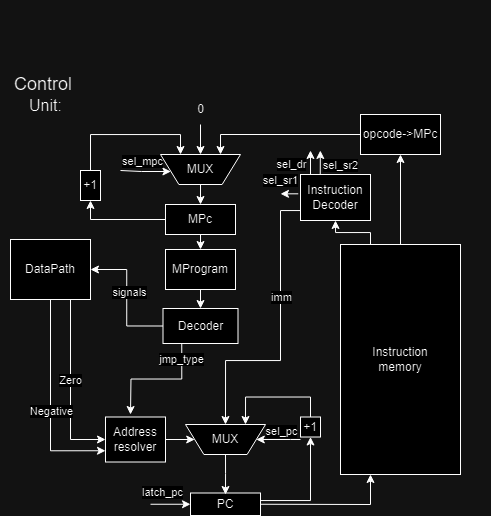 Control
Unit:
0
opcode->MPc
sel_mpc
MUX
sel_dr
sel_sr2
+1
sel_sr1
Instruction
Decoder
MPc
DataPath
MProgram
signals
imm
Decoder
Instruction
memory
jmp_type
Zero
Negative
Address
resolver
MUX
sel_pc
+1
latch_pc
PC